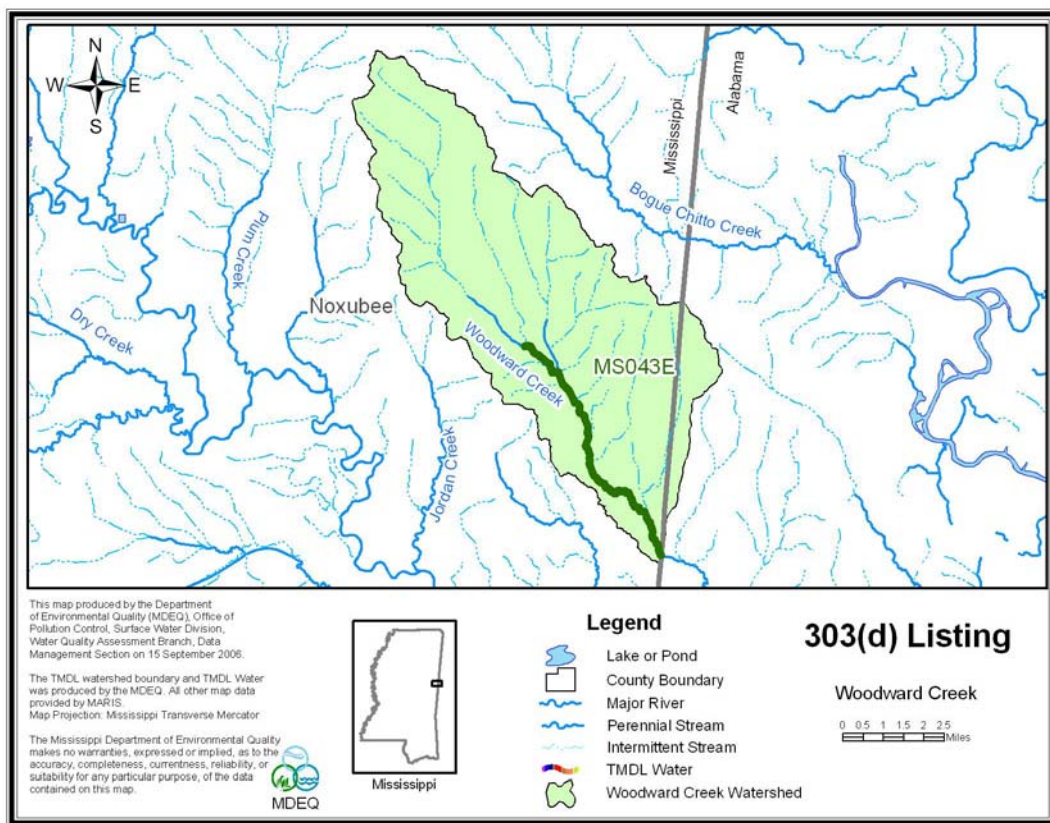 N
W E
S
Mississippi
Alabama
Bogue Chitto Creek
Plum Creek
Noxubee
Dry Creek
Woodward Creek
MS043E
Jordan Creek
This map produced by the Department
of Environmental Quality (MDEQ), Office of
Pollution Control, Surface Water Division,
Water Quality Assessment Branch, Data
Management Section on 15 September 2006.
The TMDL watershed boundary and TMDL Water
was produced by the MDEQ. All other map data
provided by MARIS.
Map Projection: Mississippi Transverse Mercator
The Mississippi Department of Environmental Quality
makes no warranties, expressed or implied, as to the
accuracy, completeness, currentness, reliability, or
suitability for any particular purpose, of the data
contained on this map.
MDEQ
Mississippi
Legend
Lake or Pond
County Boundary
Major River
Perennial Stream
Intermittent Stream
TMDL Water
Woodward Creek Watershed
303(d) Listing
Woodward Creek
0 0.5 1 1.5 2 2.5
Miles